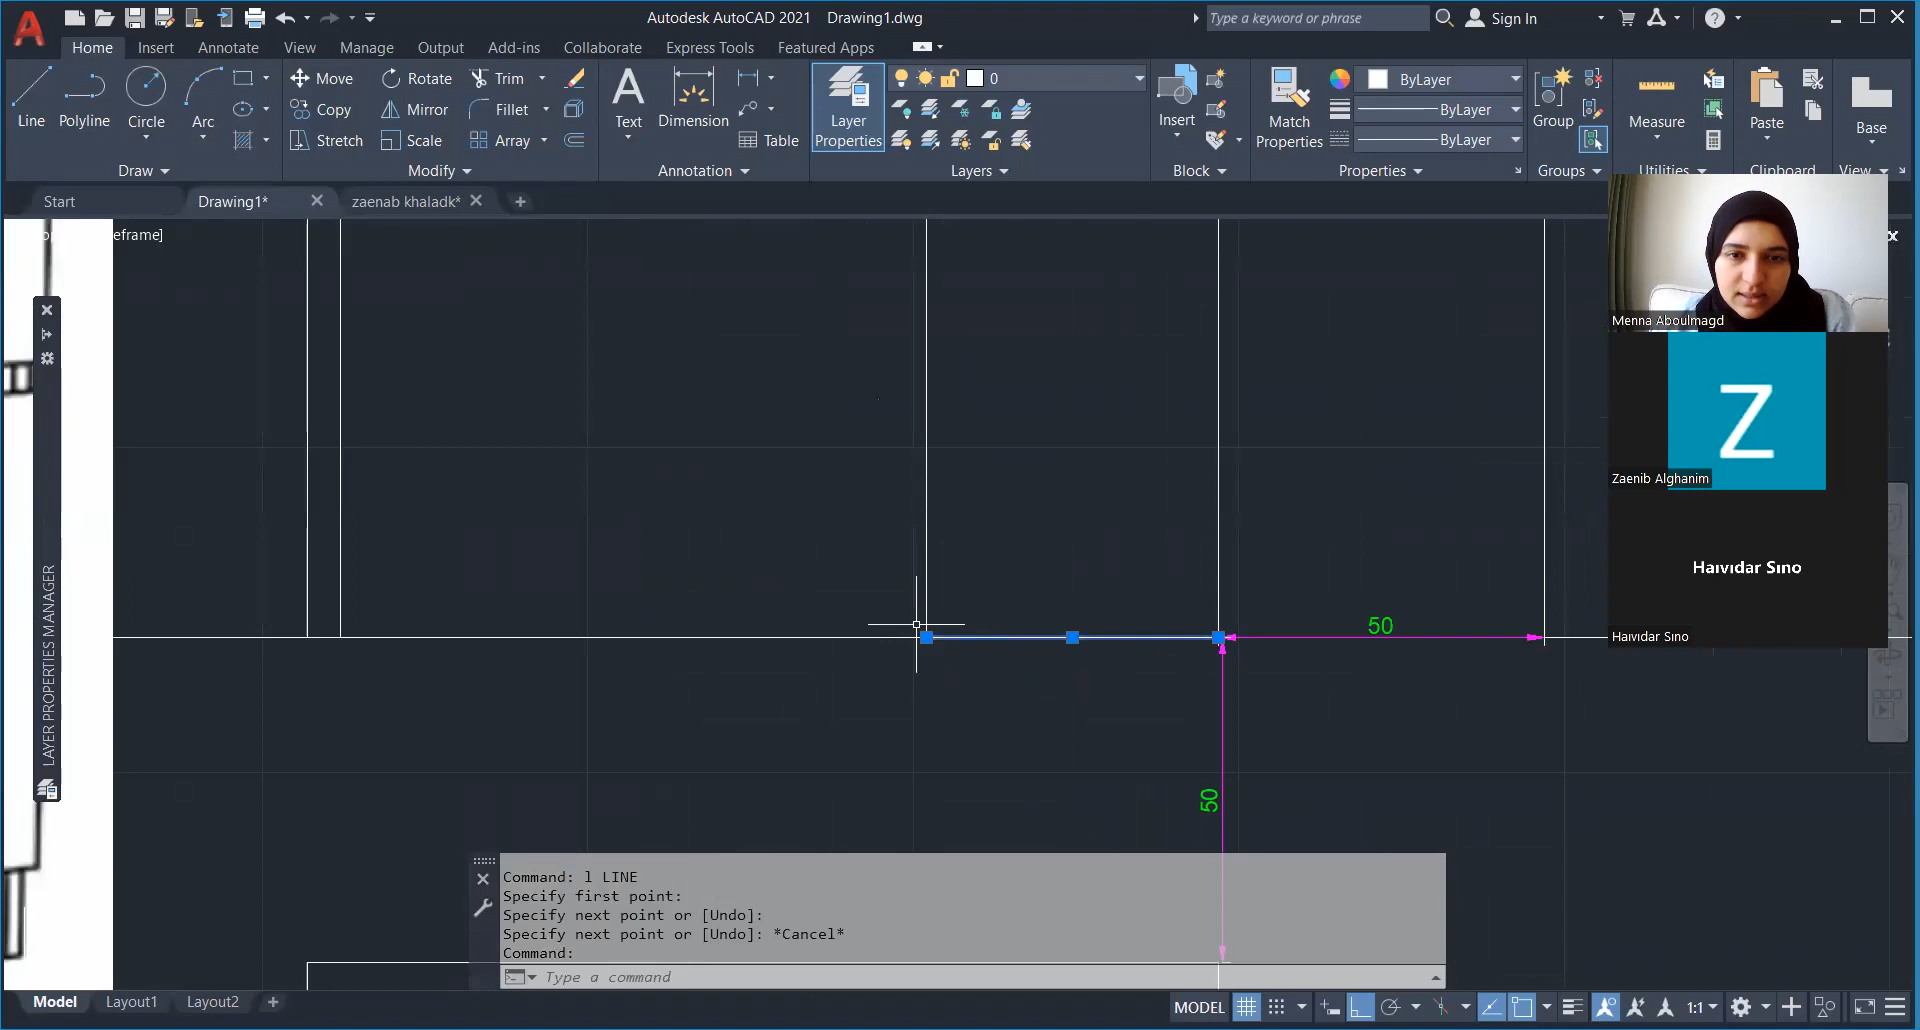 Autodesk AutoCAD 2021 Drawing1.dwg
Type a keyword or phrase
Sign In
Home Insert Annotate View Manage Output Add-ins Collaborate Express Tools Featured Apps
Line Polyline Circle Arc
Move Rotate Trim
Copy Mirror Fillet
Stretch Scale Array
Text Dimension Table
Layer Properties
0
Insert
Match Properties
ByLayer
ByLayer
ByLayer
Group
Measure
Paste
Base
Draw Modify Annotation Layers Block Properties Groups Utilities Clipboard View
Start Drawing1* zaenab khaladk*
eframe]
Menna Aboulmagd
Z
Zaenib Alghanim
Haıvıdar Sıno
Haıvıdar Sıno
LAYER PROPERTIES MANAGER
50
50
Command: l LINE
Specify first point:
Specify next point or [Undo]:
Specify next point or [Undo]: *Cancel*
Command:
Type a command
Model Layout1 Layout2
MODEL 1:1